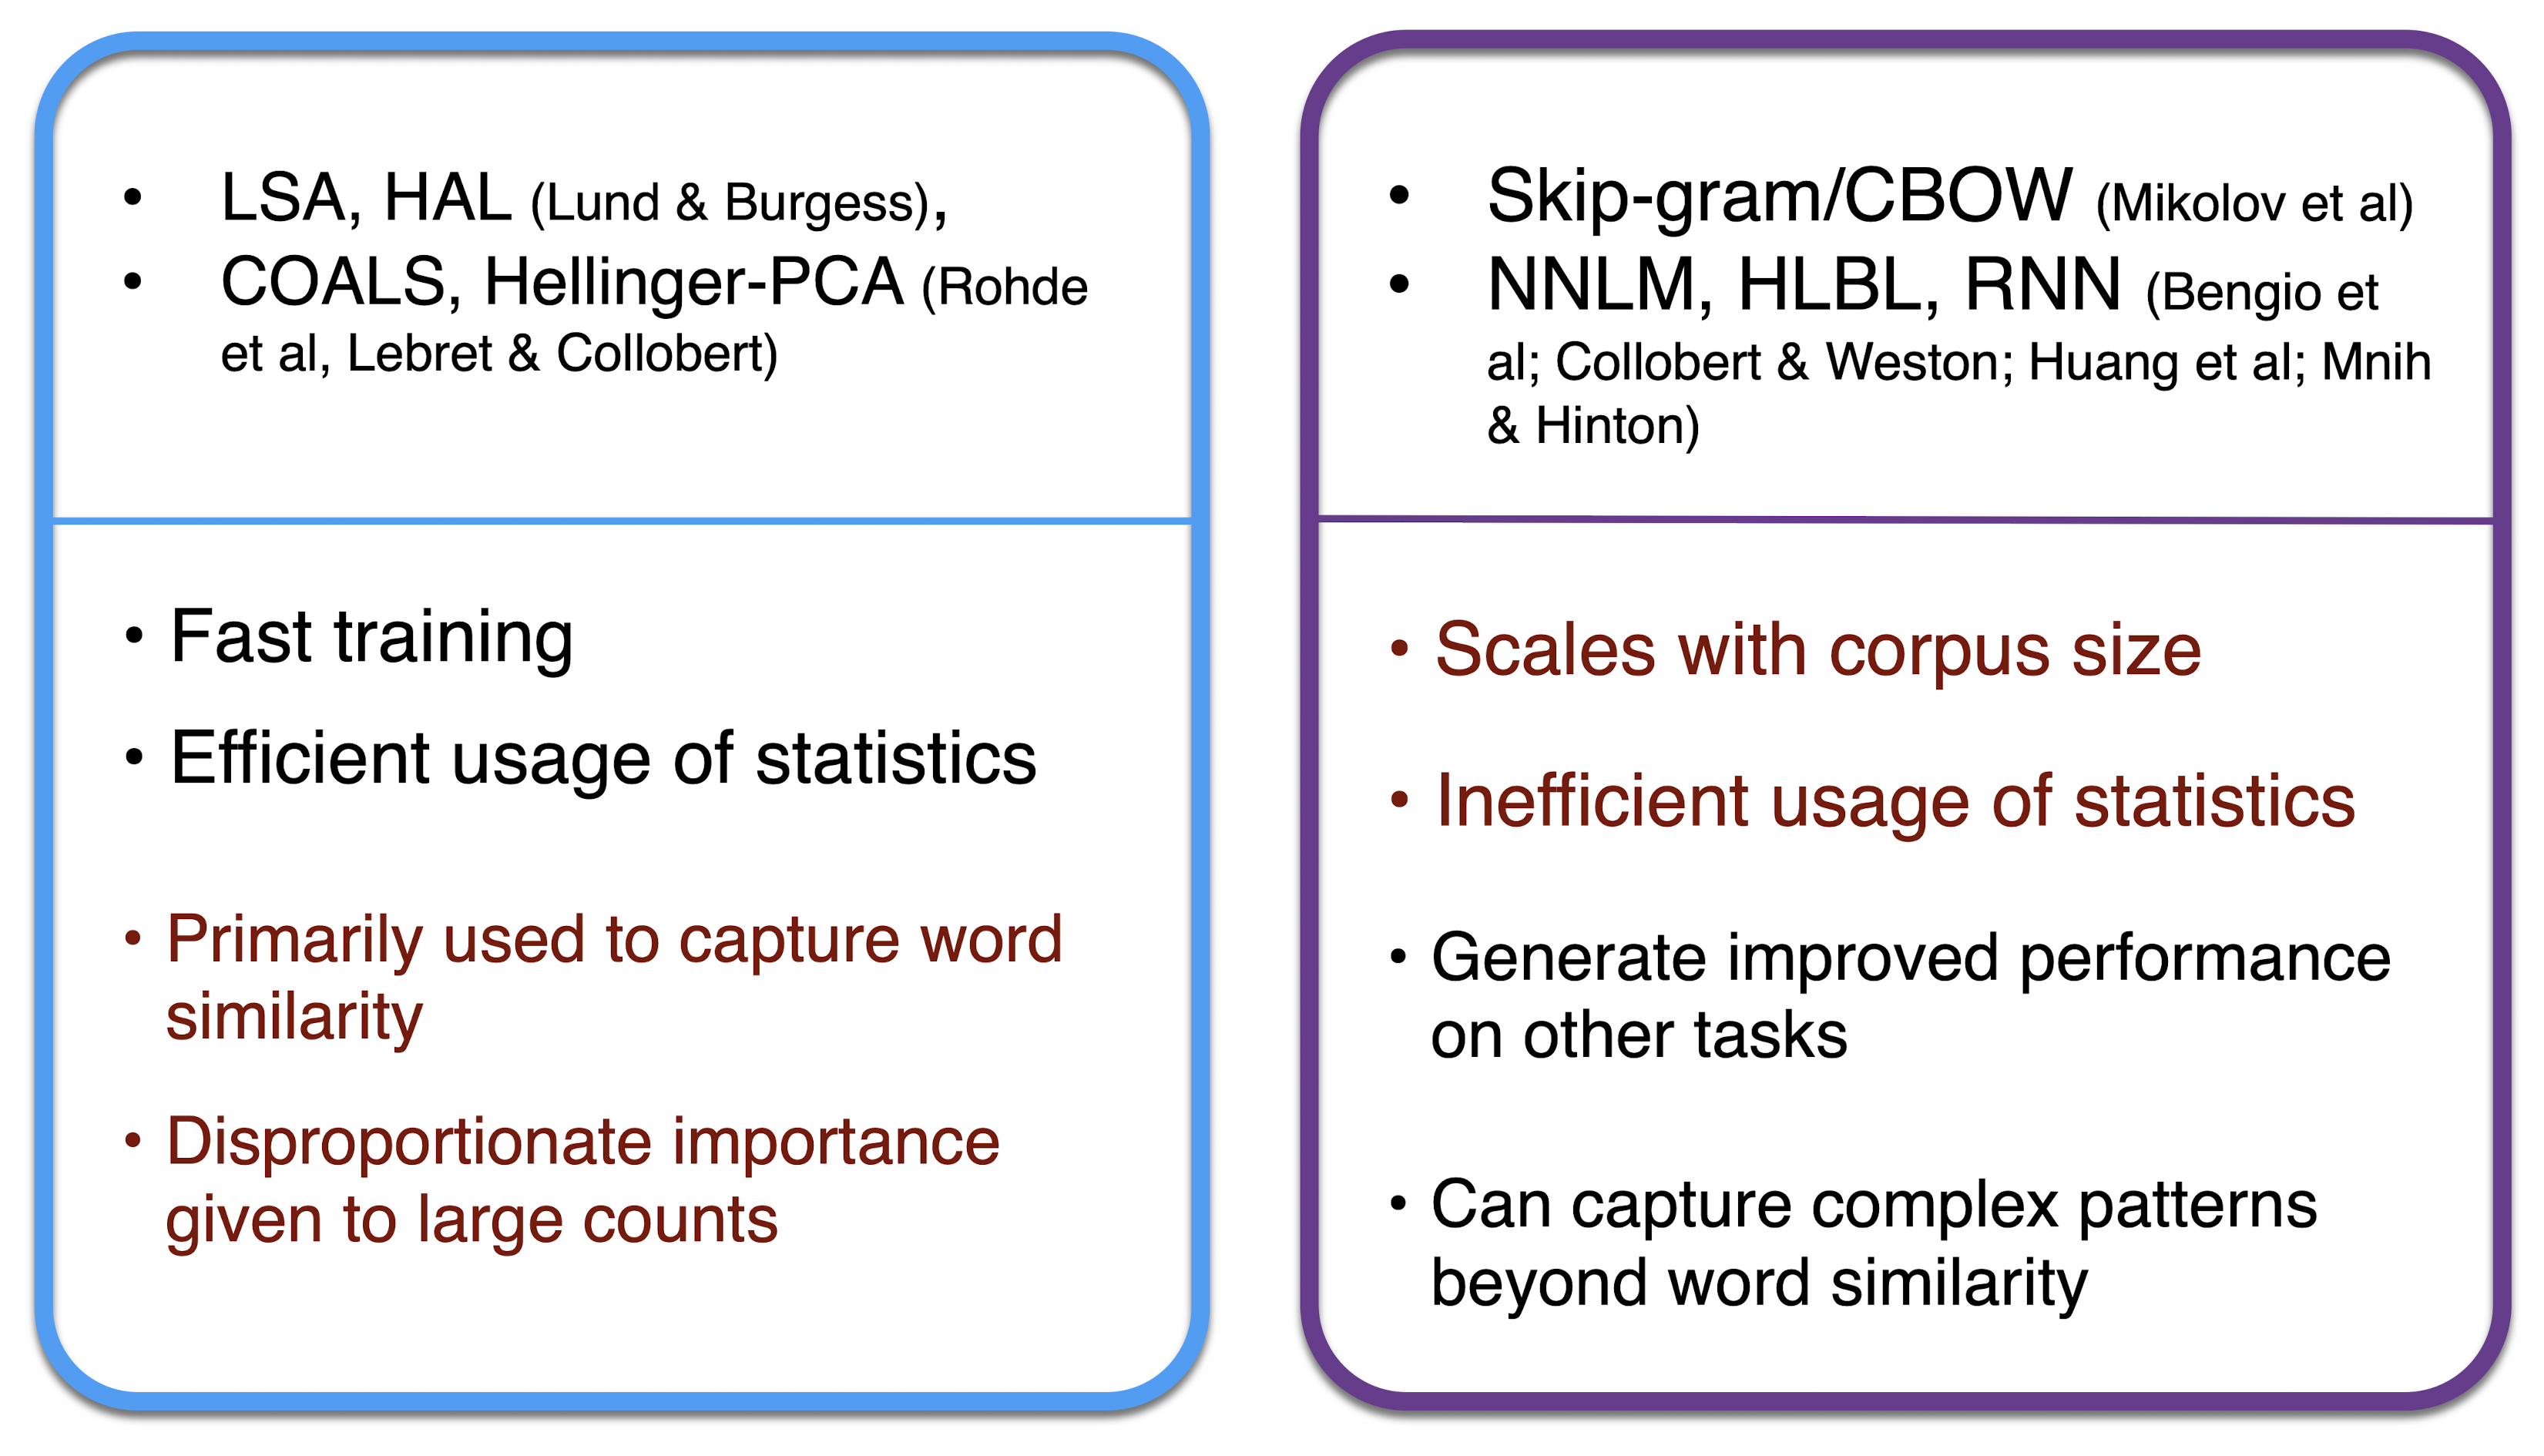 • LSA, HAL (Lund & Burgess),
• COALS, Hellinger-PCA (Rohde
et al, Lebret & Collobert)
• Fast training
• Efficient usage of statistics
• Primarily used to capture word
similarity
• Disproportionate importance
given to large counts
• Skip-gram/CBOW (Mikolov et al)
• NNLM, HLBL, RNN (Bengio et
al; Collobert & Weston; Huang et al; Mnih
& Hinton)
• Scales with corpus size
• Inefficient usage of statistics
• Generate improved performance
on other tasks
• Can capture complex patterns
beyond word similarity